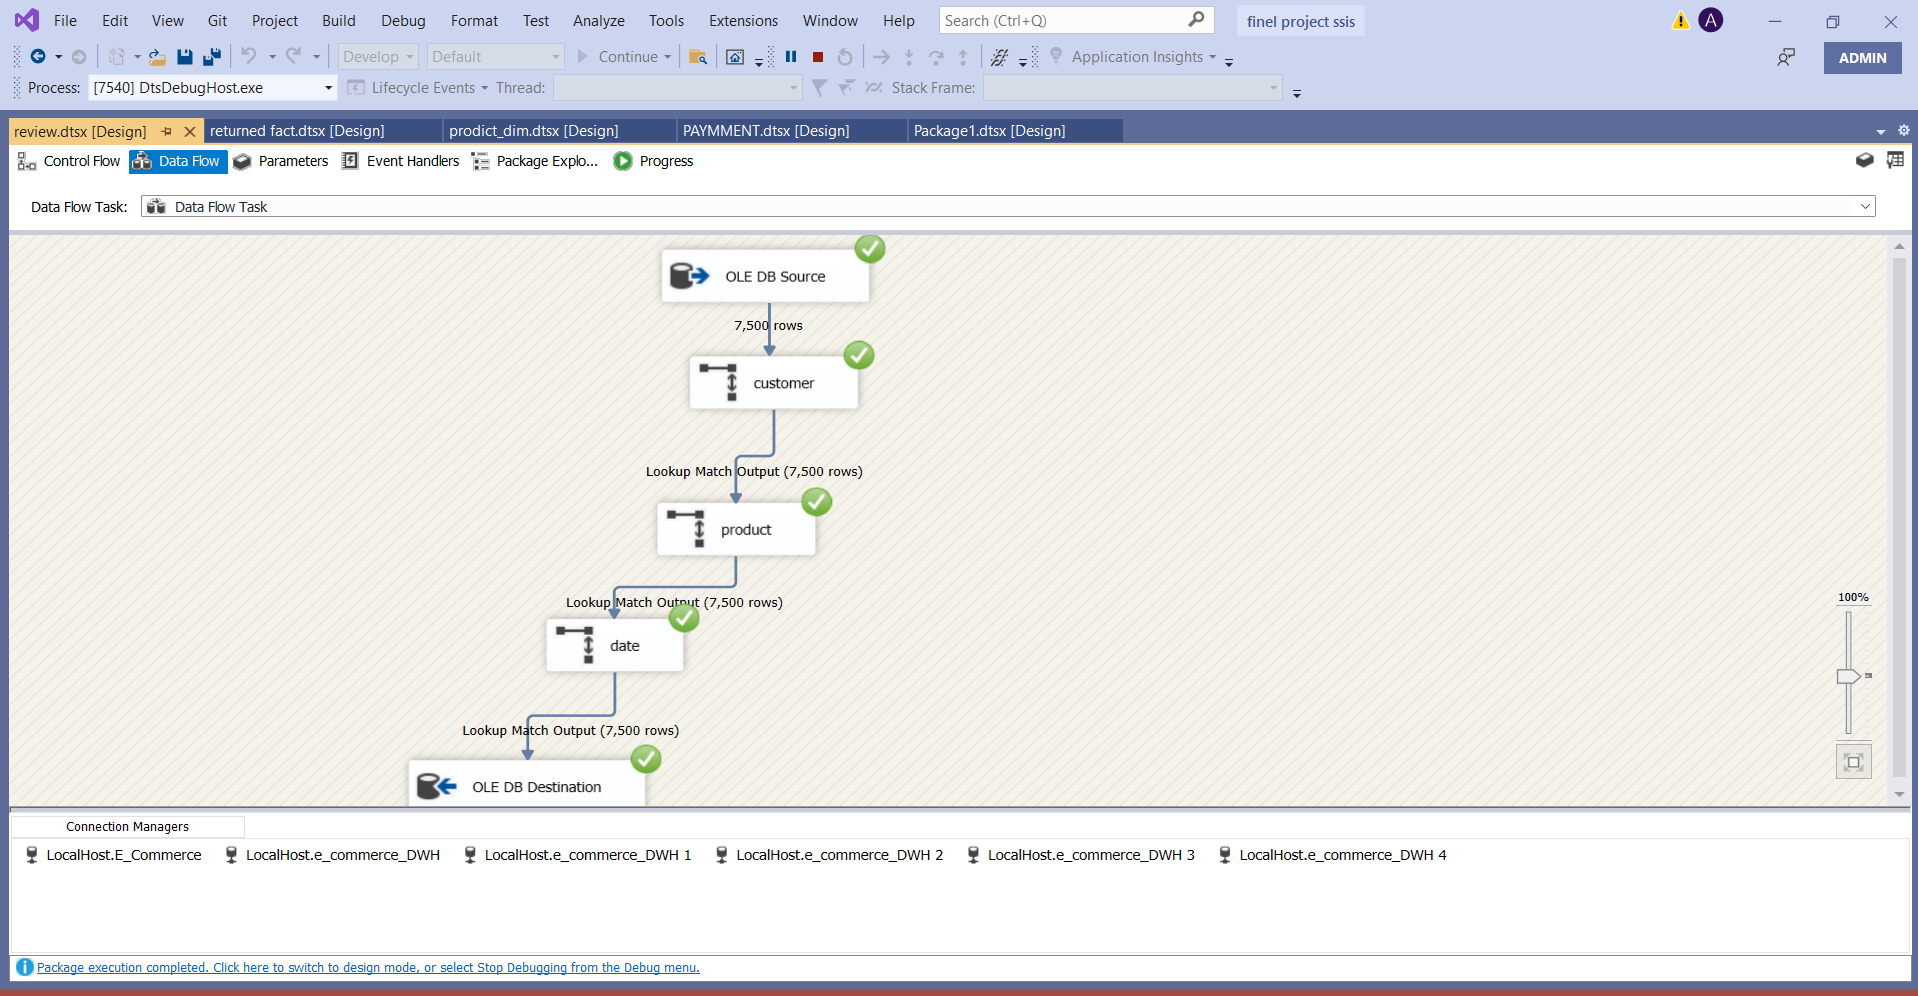 File Edit View Git Project Build Debug Format Test Analyze Tools Extensions Window Help Search (Ctrl+Q) finel project ssis A
Develop Default Continue Application Insights ADMIN
Process: [7540] DtsDebugHost.exe Lifecycle Events Thread: Stack Frame:
review.dtsx [Design] returned fact.dtsx [Design] prodict_dim.dtsx [Design] PAYMMENT.dtsx [Design] Package1.dtsx [Design]
Control Flow Data Flow Parameters Event Handlers Package Explo... Progress
Data Flow Task: Data Flow Task
OLE DB Source
7,500 rows
customer
Lookup Match Output (7,500 rows)
product
Lookup Match Output (7,500 rows)
100%
date
Lookup Match Output (7,500 rows)
OLE DB Destination
Connection Managers
LocalHost.E_Commerce LocalHost.e_commerce_DWH LocalHost.e_commerce_DWH 1 LocalHost.e_commerce_DWH 2 LocalHost.e_commerce_DWH 3 LocalHost.e_commerce_DWH 4
Package execution completed. Click here to switch to design mode, or select Stop Debugging from the Debug menu.